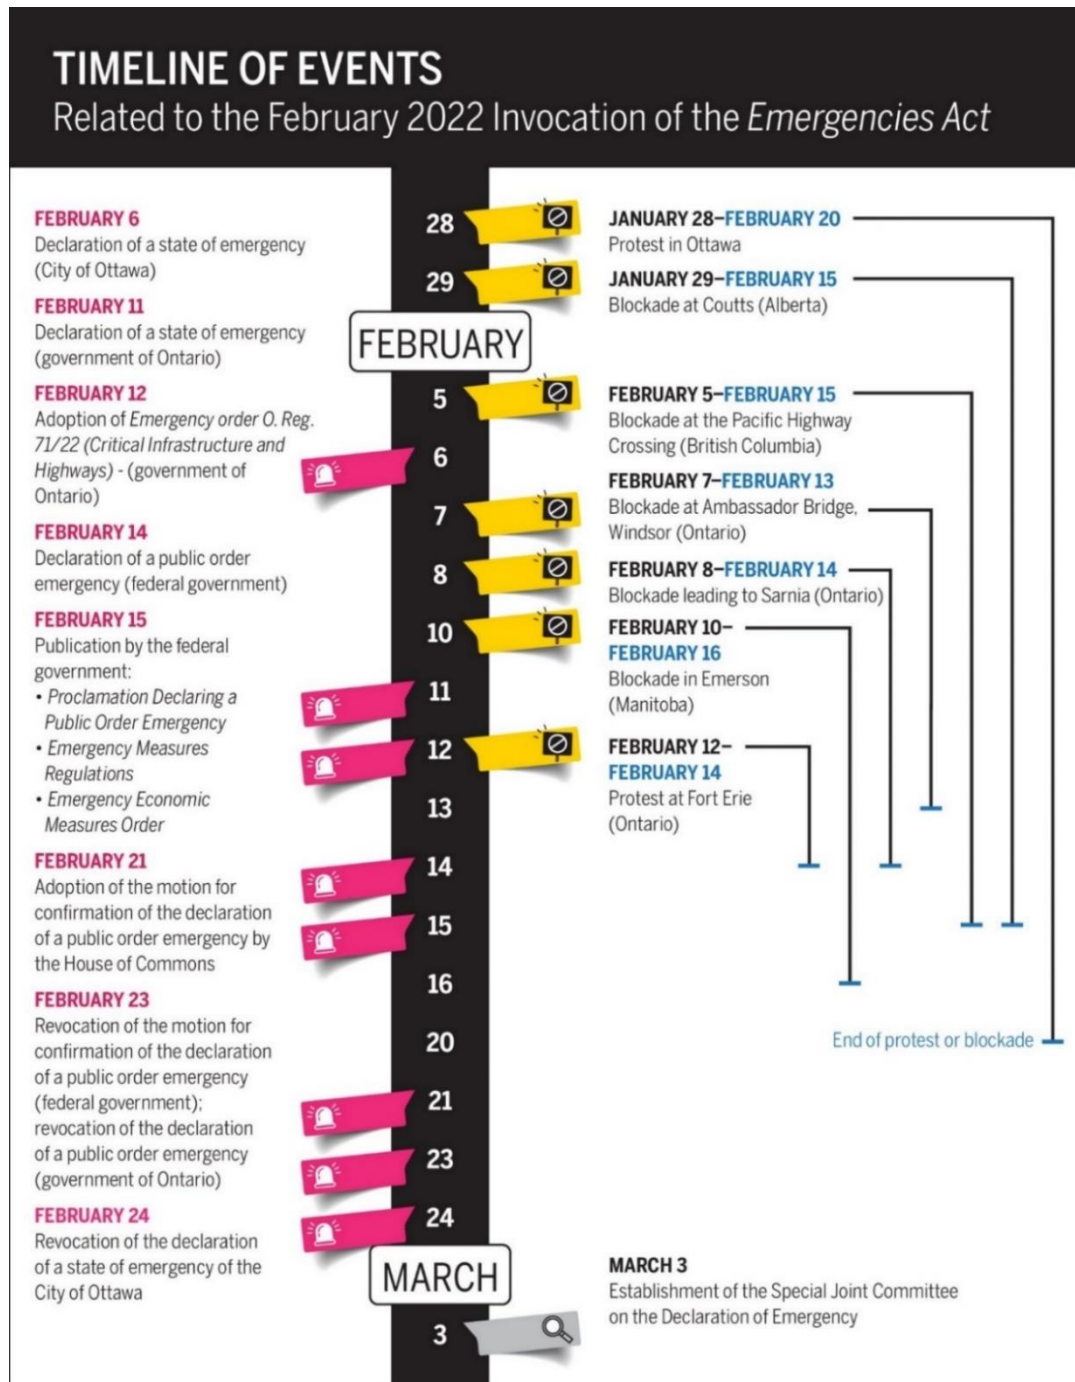 TIMELINE OF EVENTS
Related to the February 2022 Invocation of the Emergencies Act
FEBRUARY 6
Declaration of a state of emergency
(City of Ottawa)
FEBRUARY 11
Declaration of a state of emergency
(government of Ontario)
FEBRUARY 12
Adoption of Emergency order O. Reg.
71/22 (Critical Infrastructure and
Highways) - (government of
Ontario)
FEBRUARY 14
Declaration of a public order
emergency (federal government)
FEBRUARY 15
Publication by the federal
government:
• Proclamation Declaring a
Public Order Emergency
• Emergency Measures
Regulations
• Emergency Economic
Measures Order
FEBRUARY 21
Adoption of the motion for
confirmation of the declaration
of a public order emergency by
the House of Commons
FEBRUARY 23
Revocation of the motion for
confirmation of the declaration
of a public order emergency
(federal government);
revocation of the declaration
of a public order emergency
(government of Ontario)
FEBRUARY 24
Revocation of the declaration
of a state of emergency of the
City of Ottawa
28
29
FEBRUARY
5
6
7
8
10
11
12
13
14
15
16
20
21
23
24
MARCH
3
JANUARY 28–FEBRUARY 20
Protest in Ottawa
JANUARY 29–FEBRUARY 15
Blockade at Coutts (Alberta)
FEBRUARY 5–FEBRUARY 15
Blockade at the Pacific Highway
Crossing (British Columbia)
FEBRUARY 7–FEBRUARY 13
Blockade at Ambassador Bridge,
Windsor (Ontario)
FEBRUARY 8–FEBRUARY 14
Blockade leading to Sarnia (Ontario)
FEBRUARY 10–
FEBRUARY 16
Blockade in Emerson
(Manitoba)
FEBRUARY 12–
FEBRUARY 14
Protest at Fort Erie
(Ontario)
End of protest or blockade
MARCH 3
Establishment of the Special Joint Committee
on the Declaration of Emergency